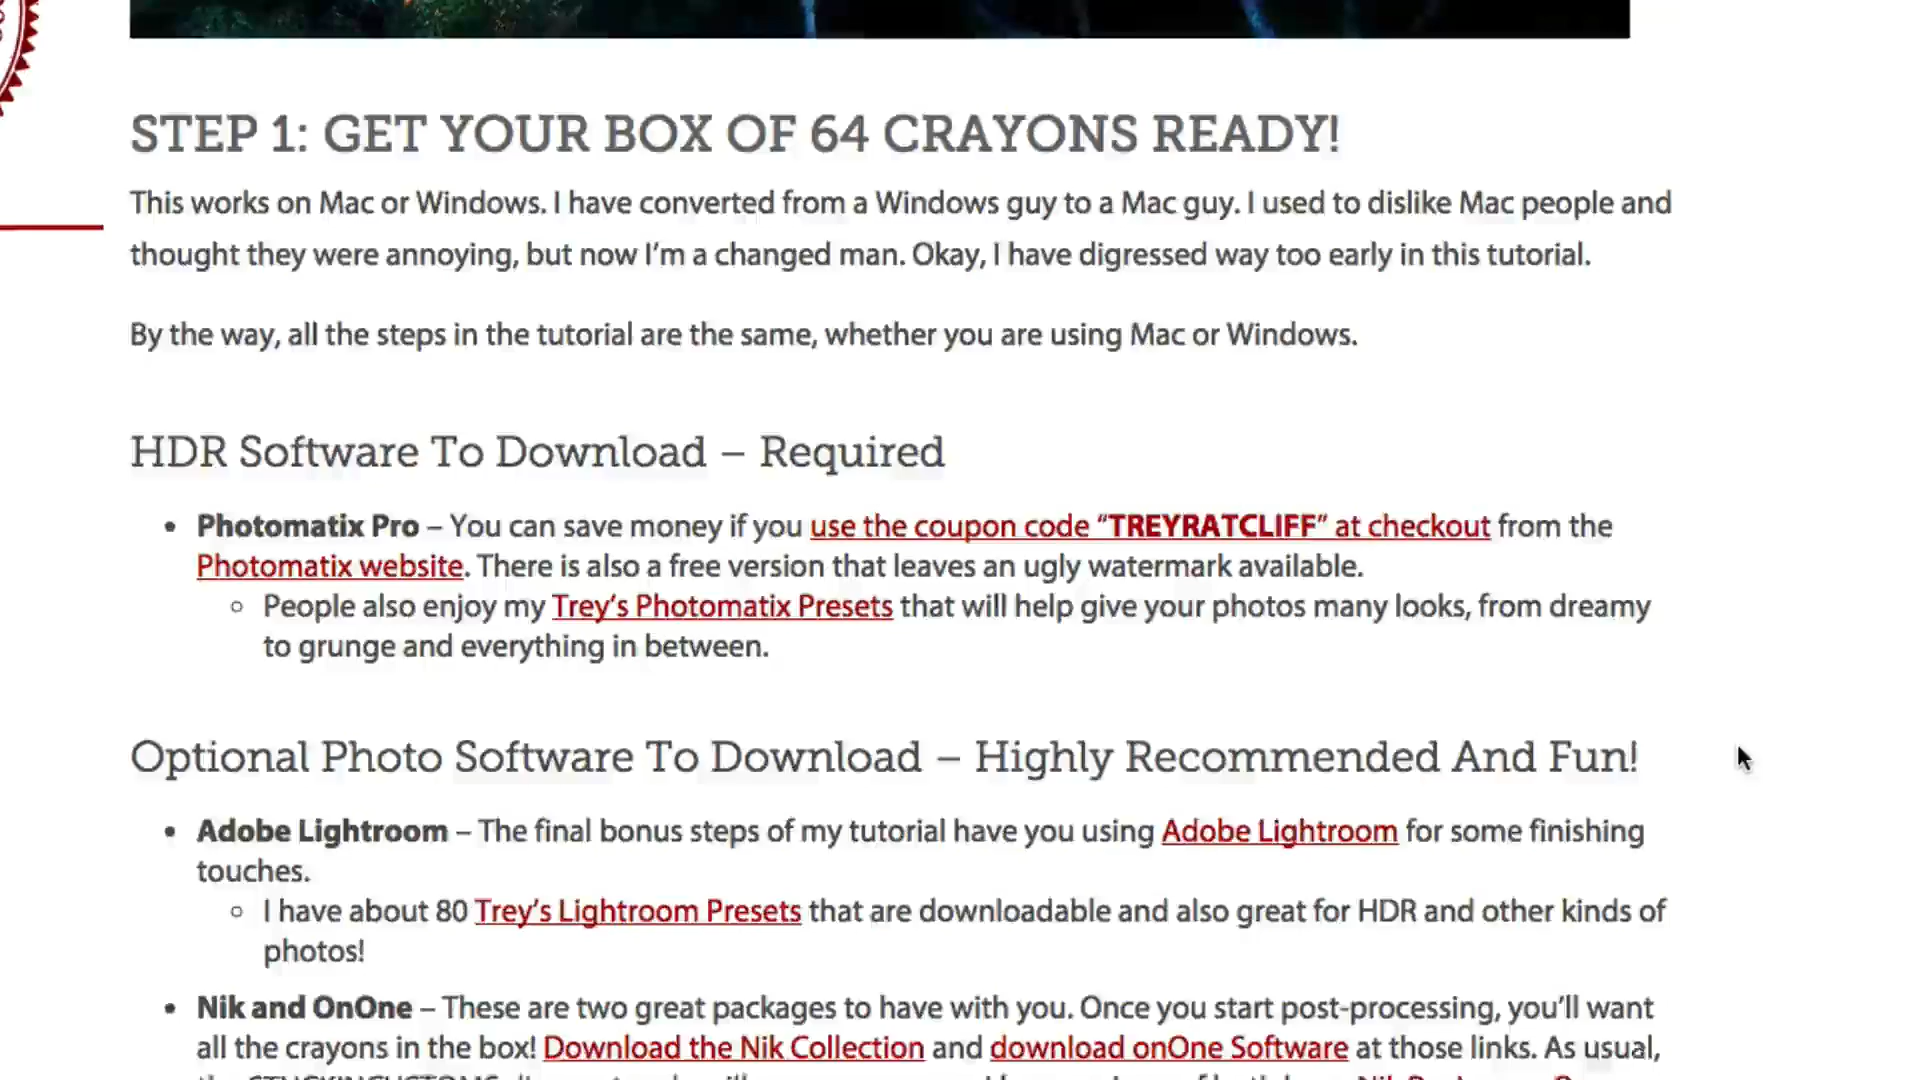 STEP 1: GET YOUR BOX OF 64 CRAYONS READY!
This works on Mac or Windows. I have converted from a Windows guy to a Mac guy. I used to dislike Mac people and
thought they were annoying, but now I’m a changed man. Okay, I have digressed way too early in this tutorial.
By the way, all the steps in the tutorial are the same, whether you are using Mac or Windows.
HDR Software To Download – Required
Photomatix Pro – You can save money if you use the coupon code “TREYRATCLIFF” at checkout from the
Photomatix website. There is also a free version that leaves an ugly watermark available.
People also enjoy my Trey’s Photomatix Presets that will help give your photos many looks, from dreamy
to grunge and everything in between.
Optional Photo Software To Download – Highly Recommended And Fun!
Adobe Lightroom – The final bonus steps of my tutorial have you using Adobe Lightroom for some finishing
touches.
I have about 80 Trey’s Lightroom Presets that are downloadable and also great for HDR and other kinds of
photos!
Nik and OnOne – These are two great packages to have with you. Once you start post-processing, you’ll want
all the crayons in the box! Download the Nik Collection and download onOne Software at those links. As usual,